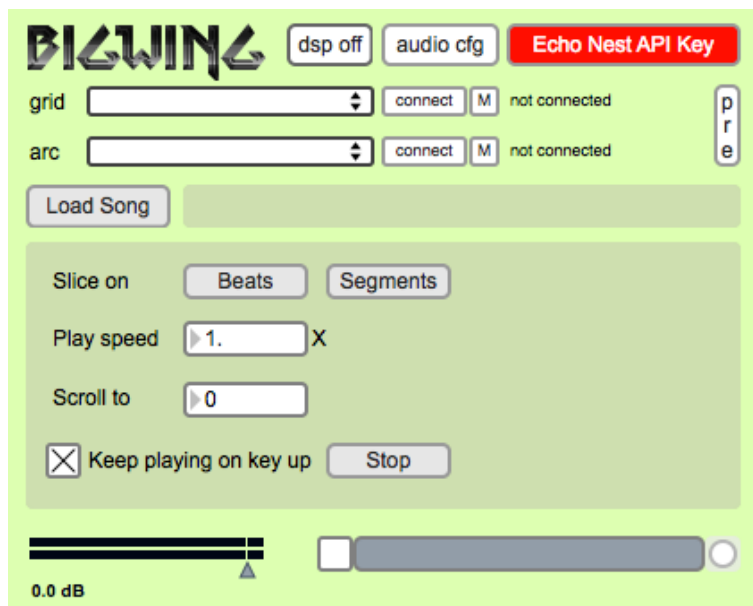 BIGWING dsp off audio cfg Echo Nest API Key
grid connect M not connected
pre
arc connect M not connected
Load Song
Slice on Beats Segments
Play speed 1. X
Scroll to 0
Keep playing on key up Stop
0.0 dB